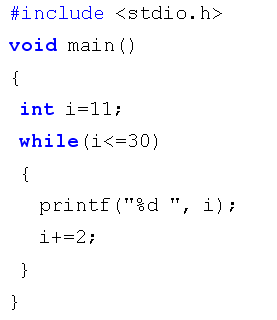 #include <stdio.h>
void main()
{
int i=11;
while(i<=30)
{
printf("%d ", i);
i+=2;
}
}